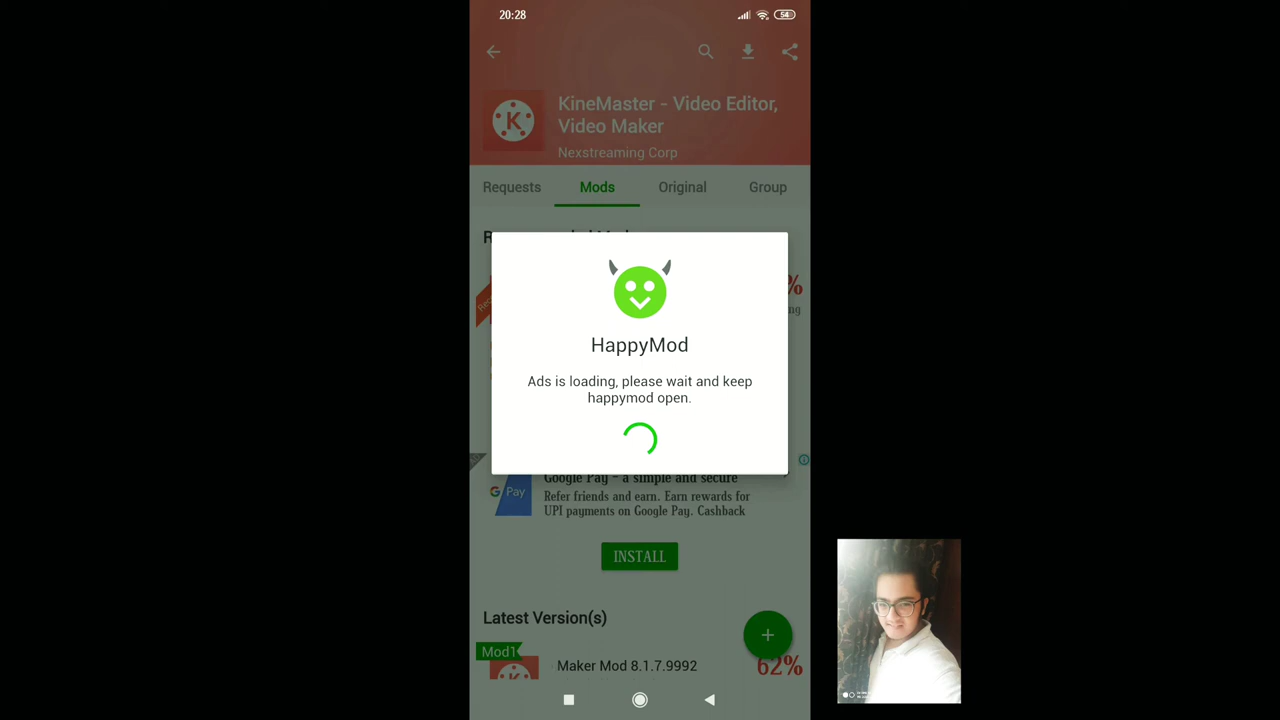 20:28
54
KineMaster - Video Editor,
Video Maker
Nexstreaming Corp
Requests
Mods
Original
Group
%
HappyMod
Ads is loading, please wait and keep
happymod open.
Google Pay - a simple and secure
G Pay
Refer friends and earn. Earn rewards for
UPI payments on Google Pay. Cashback
INSTALL
Latest Version(s)
+
Mod1
K
Maker Mod 8.1.7.9992
62%